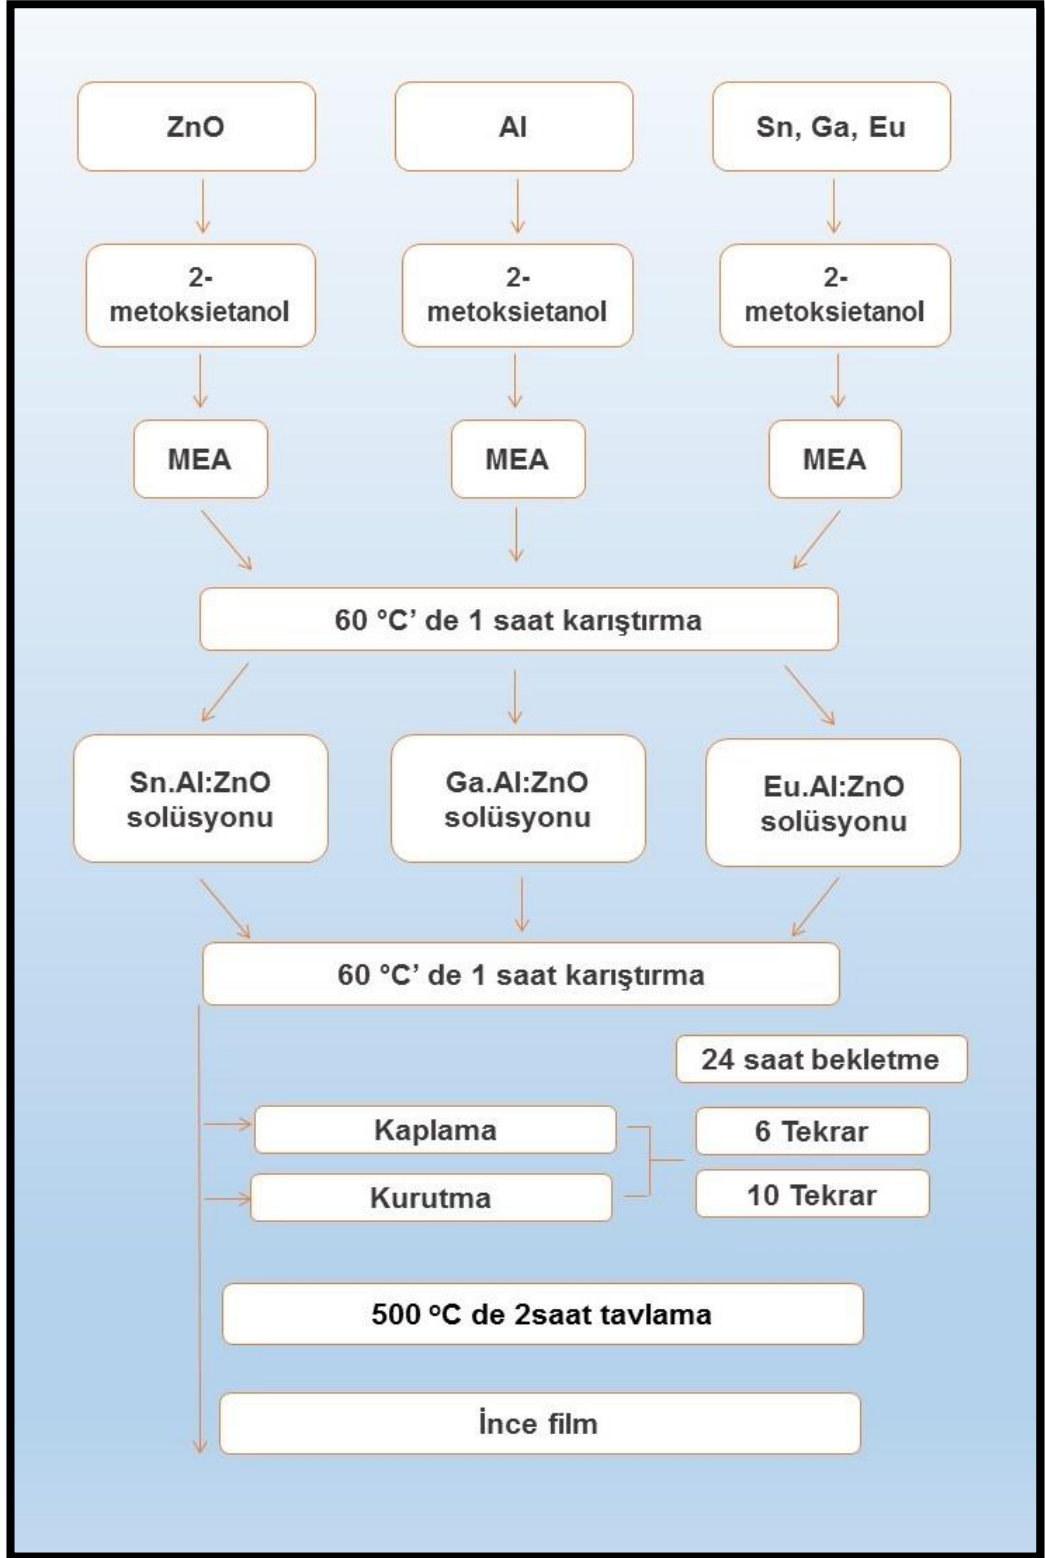 ZnO
Al
Sn, Ga, Eu
2-
metoksietanol
2-
metoksietanol
2-
metoksietanol
MEA
MEA
MEA
60 °C’ de 1 saat karıştırma
Sn.Al:ZnO
solüsyonu
Ga.Al:ZnO
solüsyonu
Eu.Al:ZnO
solüsyonu
60 °C’ de 1 saat karıştırma
24 saat bekletme
Kaplama
6 Tekrar
Kurutma
10 Tekrar
500 °C de 2saat tavlama
İnce film